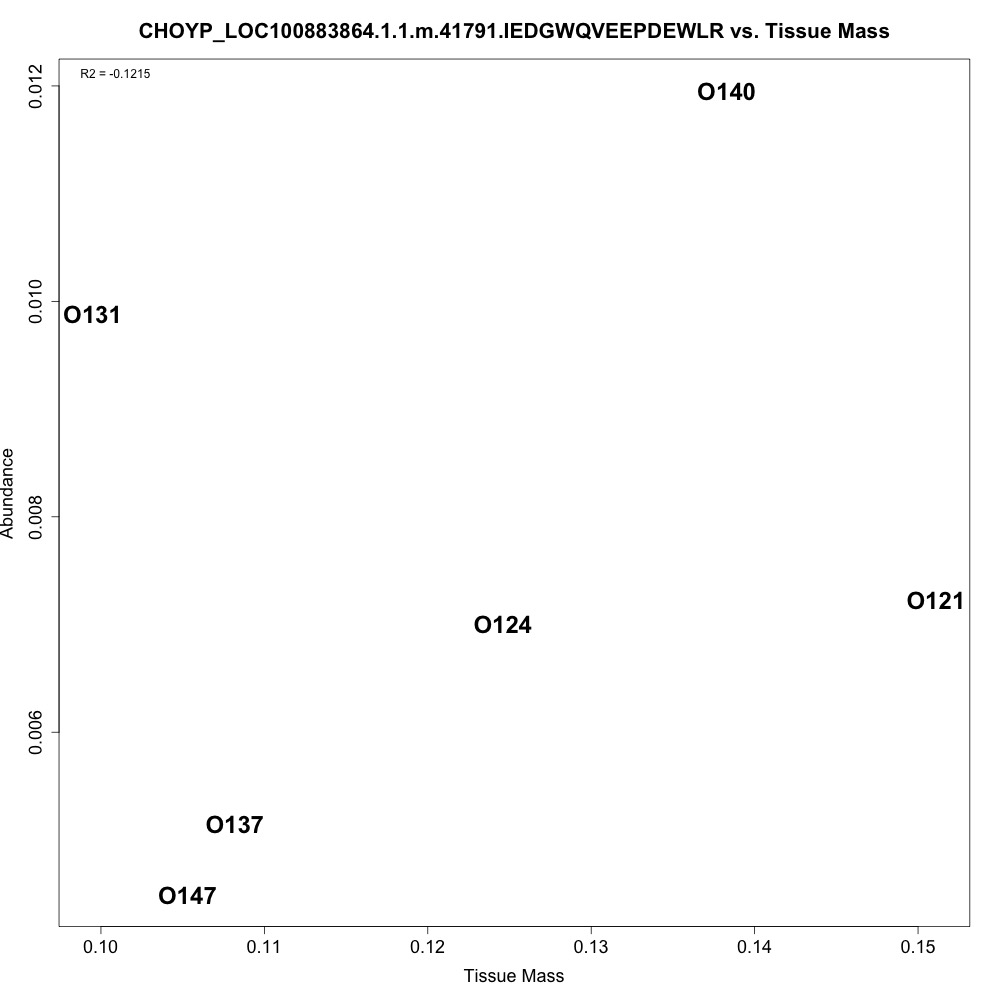 CHOYP_LOC100883864.1.1.m.41791.IEDGWQVEEPDEWLR vs. Tissue Mass
R2 = -0.1215
0.012
O140
0.010
O131
Abundance
0.008
O121
O124
0.006
O137
O147
0.10 0.11 0.12 0.13 0.14 0.15
Tissue Mass